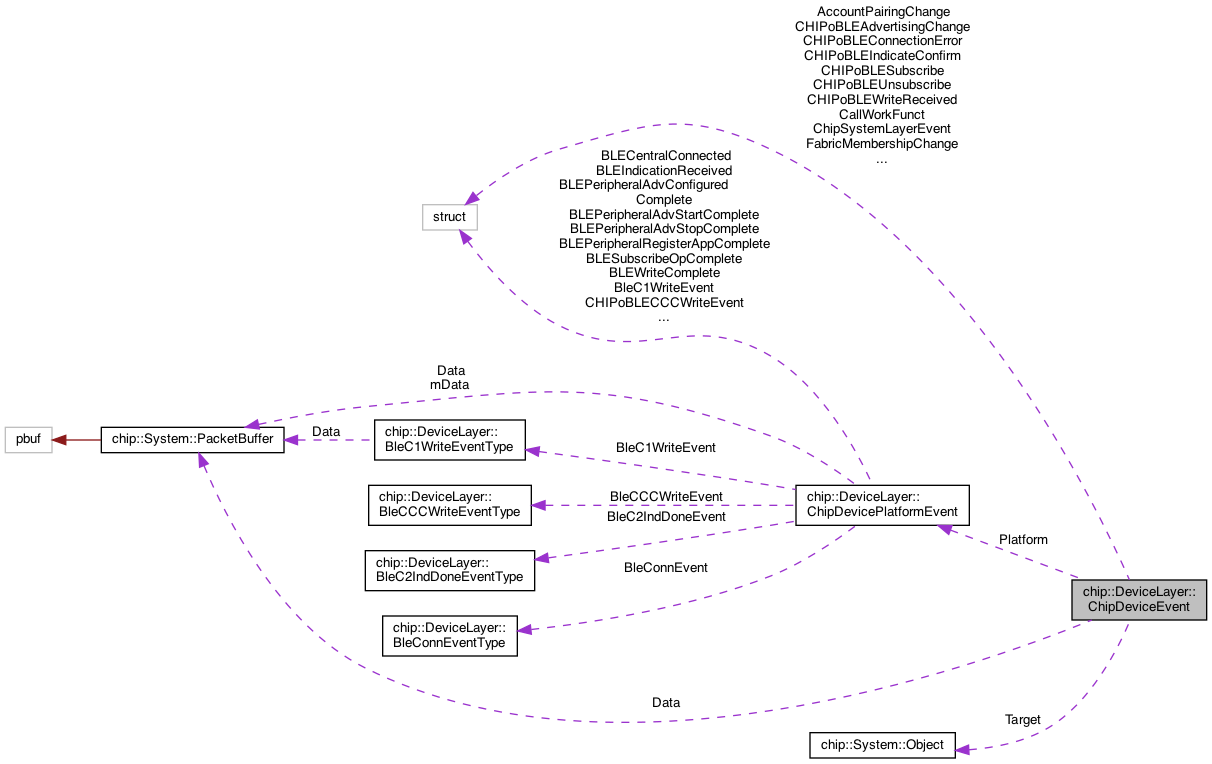 AccountPairingChange
CHIPoBLEAdvertisingChange
CHIPoBLEConnectionError
CHIPoBLEIndicateConfirm
CHIPoBLESubscribe
CHIPoBLEUnsubscribe
CHIPoBLEWriteReceived
CallWorkFunct
ChipSystemLayerEvent
FabricMembershipChange
...
BLECentralConnected
BLEIndicationReceived
BLEPeripheralAdvConfigured
Complete
BLEPeripheralAdvStartComplete
BLEPeripheralAdvStopComplete
BLEPeripheralRegisterAppComplete
BLESubscribeOpComplete
BLEWriteComplete
BleC1WriteEvent
CHIPoBLECCCWriteEvent
...
struct
Data
mData
pbuf
chip::System::PacketBuffer
Data
chip::DeviceLayer::
BleC1WriteEventType
BleC1WriteEvent
chip::DeviceLayer::
BleCCCWriteEventType
BleCCCWriteEvent
BleC2IndDoneEvent
chip::DeviceLayer::
ChipDevicePlatformEvent
chip::DeviceLayer::
BleC2IndDoneEventType
BleConnEvent
Platform
chip::DeviceLayer::
ChipDeviceEvent
chip::DeviceLayer::
BleConnEventType
Data
Target
chip::System::Object